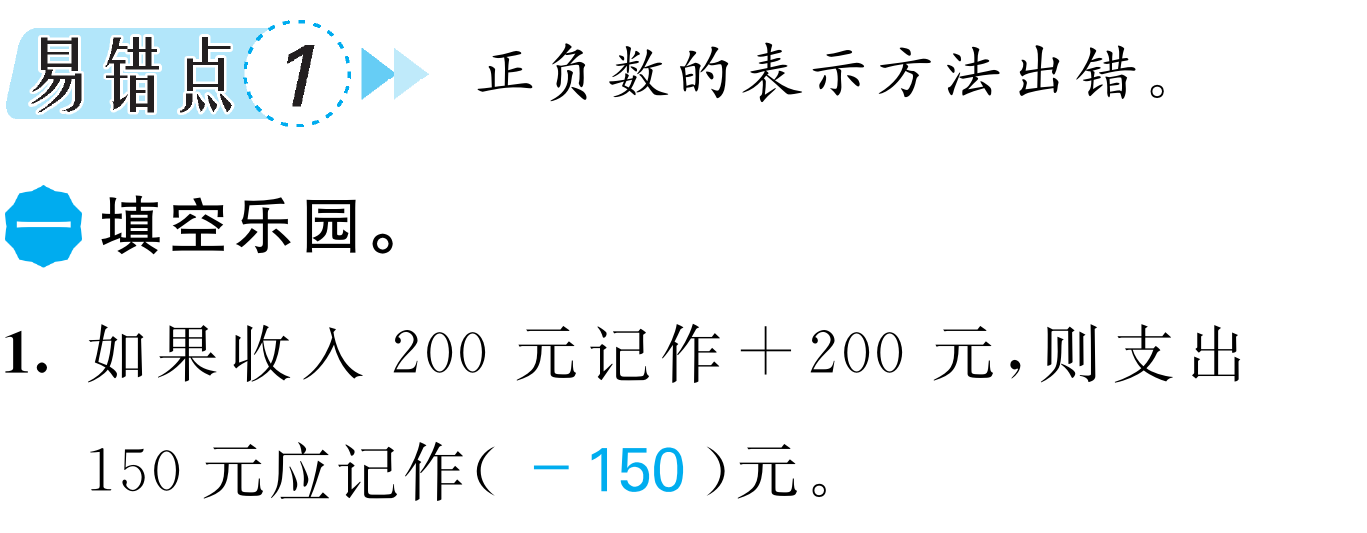 易错点 1 正负数的表示方法出错。
一 填空乐园。
1. 如果收入 200 元记作＋200 元,则支出
150 元应记作( －150 )元。